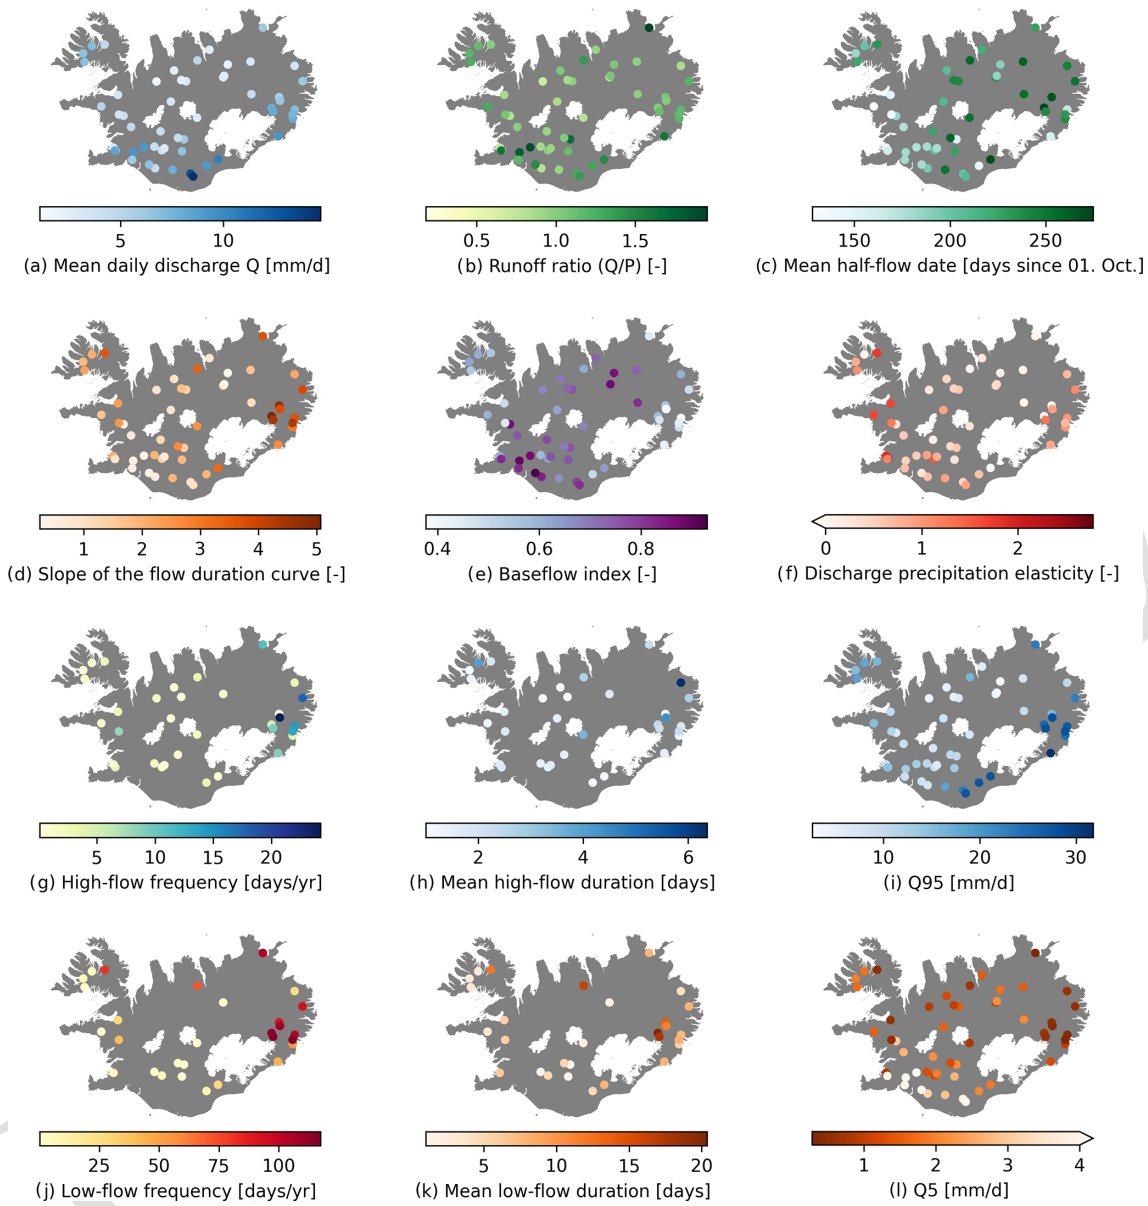 5 10
(a) Mean daily discharge Q [mm/d]
0.5 1.0 1.5
(b) Runoff ratio (Q/P) [-]
150 200 250
(c) Mean half-flow date [days since 01. Oct.]
1 2 3 4 5
(d) Slope of the flow duration curve [-]
0.4 0.6 0.8
(e) Baseflow index [-]
0 1 2
(f) Discharge precipitation elasticity [-]
5 10 15 20
(g) High-flow frequency [days/yr]
2 4 6
(h) Mean high-flow duration [days]
10 20 30
(i) Q95 [mm/d]
25 50 75 100
(j) Low-flow frequency [days/yr]
5 10 15 20
(k) Mean low-flow duration [days]
1 2 3 4
(l) Q5 [mm/d]